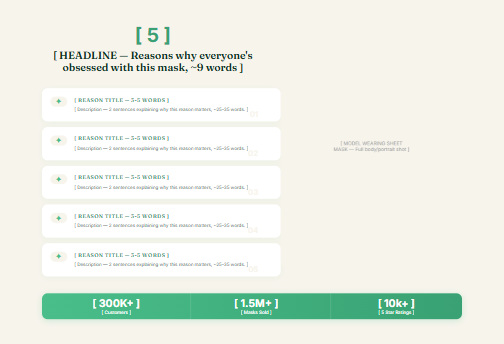 [ 5 ]
[ HEADLINE — Reasons why everyone's
obsessed with this mask, ~9 words ]
[ REASON TITLE — 3-5 WORDS ]
[ Description — 2 sentences explaining why this reason matters, ~25-35 words. ]
01
[ REASON TITLE — 3-5 WORDS ]
[ Description — 2 sentences explaining why this reason matters, ~25-35 words. ]
02
[ REASON TITLE — 3-5 WORDS ]
[ Description — 2 sentences explaining why this reason matters, ~25-35 words. ]
03
[ REASON TITLE — 3-5 WORDS ]
[ Description — 2 sentences explaining why this reason matters, ~25-35 words. ]
04
[ REASON TITLE — 3-5 WORDS ]
[ Description — 2 sentences explaining why this reason matters, ~25-35 words. ]
05
[ MODEL WEARING SHEET
MASK — Full body/portrait shot ]
[ 300K+ ]
[ Customers ]
[ 1.5M+ ]
[ Masks Sold ]
[ 10k+ ]
[ 5 Star Ratings ]